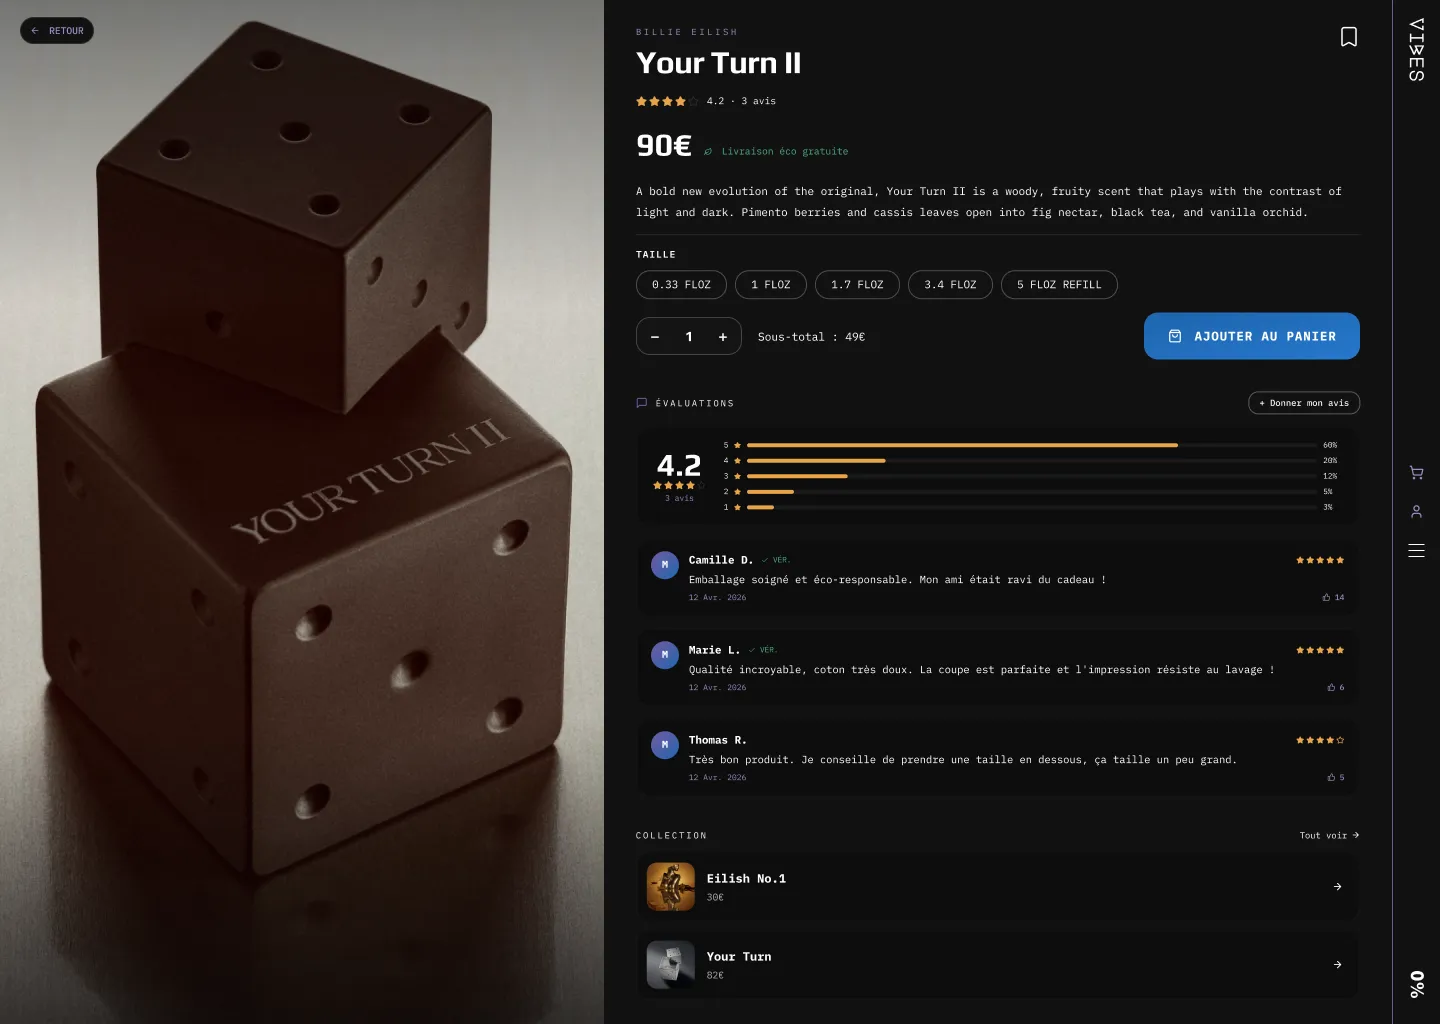 ← RETOUR
YOUR TURN II
BILLIE EILISH
Your Turn II
4.2 · 3 avis
90€ Livraison éco gratuite
A bold new evolution of the original, Your Turn II is a woody, fruity scent that plays with the contrast of
light and dark. Pimento berries and cassis leaves open into fig nectar, black tea, and vanilla orchid.
TAILLE
0.33 FLOZ 1 FLOZ 1.7 FLOZ 3.4 FLOZ 5 FLOZ REFILL
− 1 + Sous-total : 49€ AJOUTER AU PANIER
ÉVALUATIONS + Donner mon avis
4.2
3 avis
5 60%
4 20%
3 12%
2 5%
1 3%
M Camille D. ✓ VÉR.
Emballage soigné et éco-responsable. Mon ami était ravi du cadeau !
12 Avr. 2026 14
M Marie L. ✓ VÉR.
Qualité incroyable, coton très doux. La coupe est parfaite et l'impression résiste au lavage !
12 Avr. 2026 6
M Thomas R.
Très bon produit. Je conseille de prendre une taille en dessous, ça taille un peu grand.
12 Avr. 2026 5
COLLECTION Tout voir →
Eilish No.1
30€ →
Your Turn
82€ →
VIBES
0%